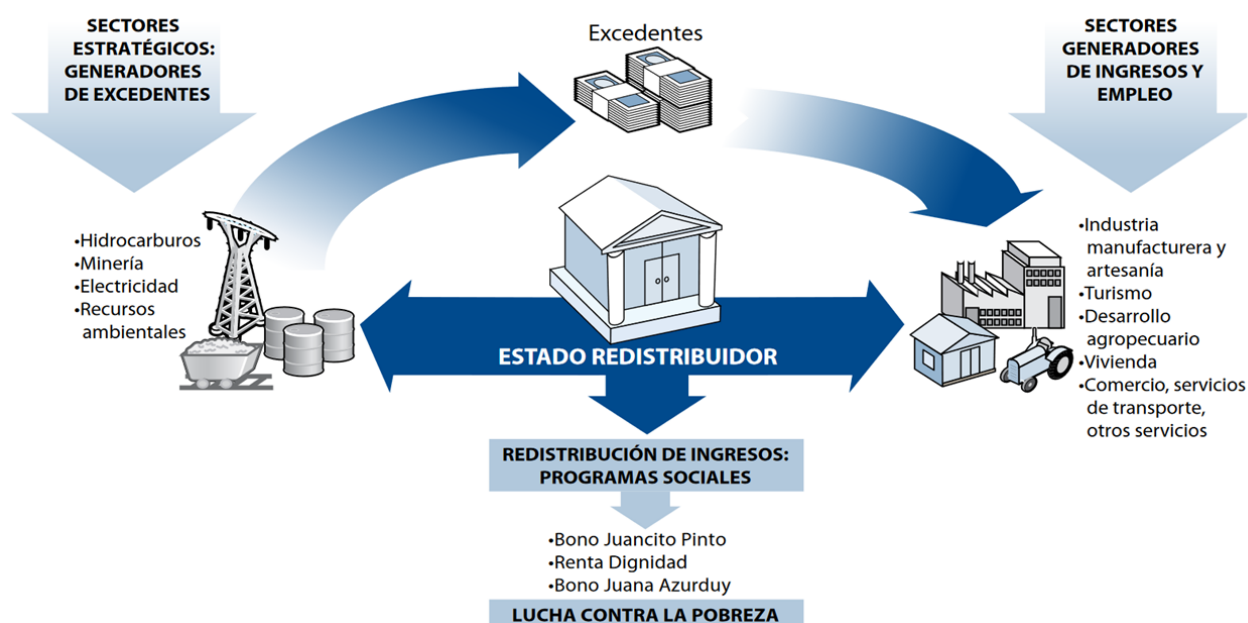 SECTORES
ESTRATÉGICOS:
GENERADORES
DE EXCEDENTES
Excedentes
SECTORES
GENERADORES
DE INGRESOS Y
EMPLEO
•Hidrocarburos
•Minería
•Electricidad
•Recursos
ambientales
•Industria
manufacturera y
artesanía
•Turismo
•Desarrollo
agropecuario
•Vivienda
•Comercio, servicios
de transporte,
otros servicios
ESTADO REDISTRIBUIDOR
REDISTRIBUCIÓN DE INGRESOS:
PROGRAMAS SOCIALES
•Bono Juancito Pinto
•Renta Dignidad
•Bono Juana Azurduy
LUCHA CONTRA LA POBREZA